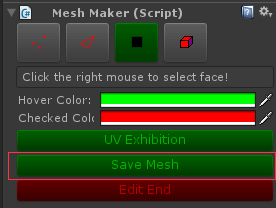 Mesh Maker (Script)
Click the right mouse to select face!
Hover Color:
Checked Colo
UV Exhibition
Save Mesh
Edit End